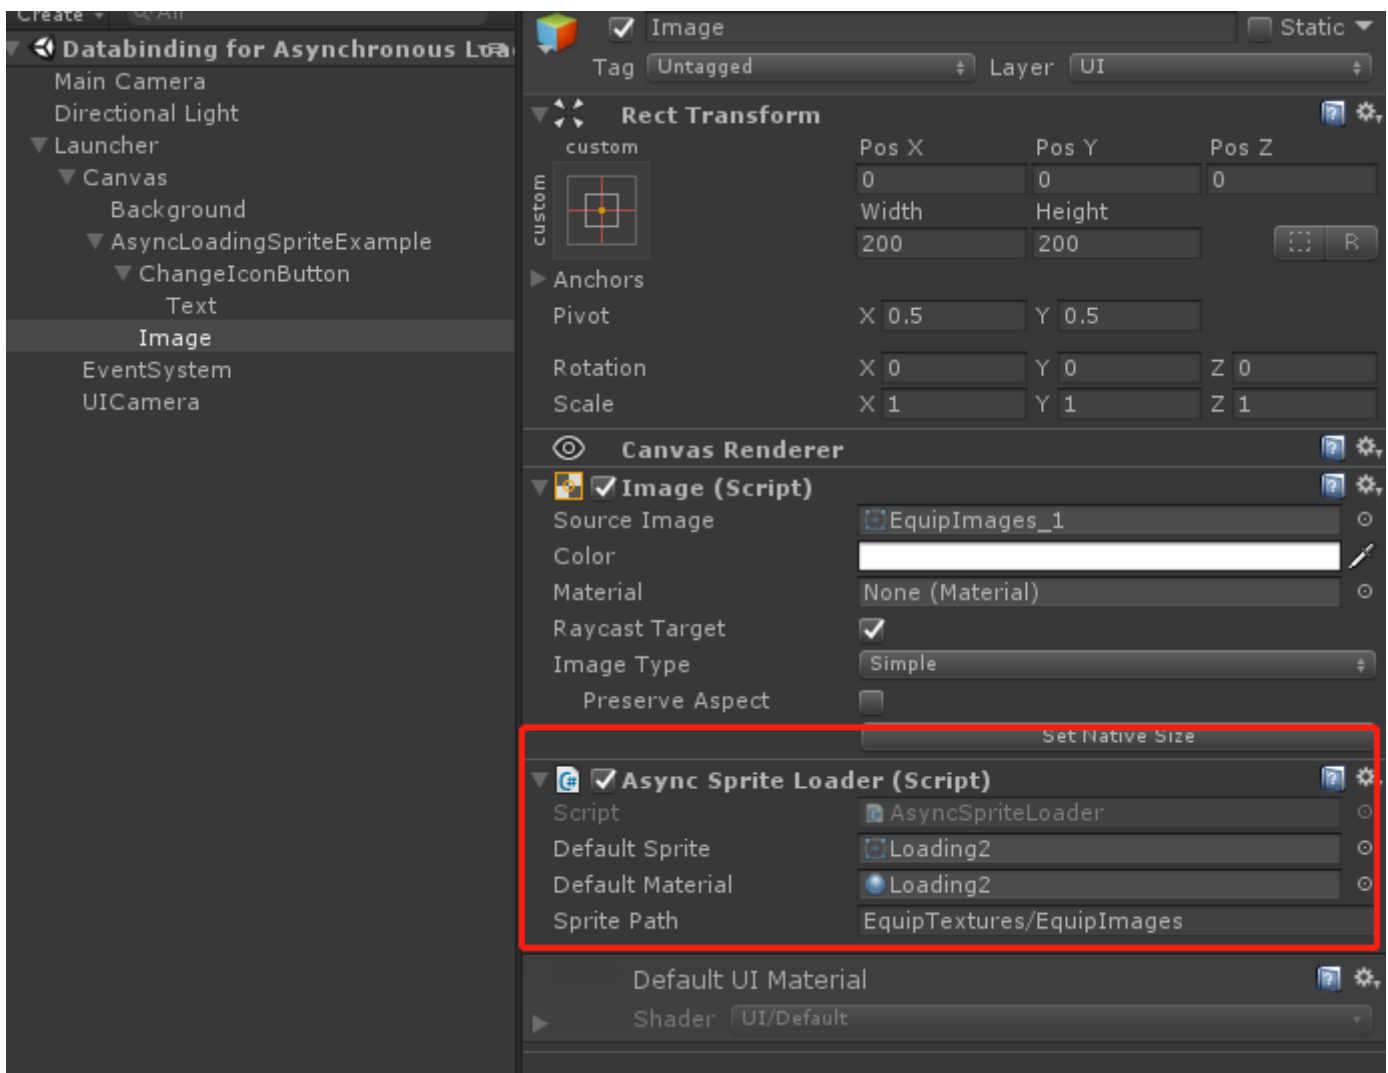 Create
All
Databinding for Asynchronous Loa
Main Camera
Directional Light
Launcher
Canvas
Background
AsyncLoadingSpriteExample
ChangeIconButton
Text
Image
EventSystem
UICamera
Image
Static
Tag Untagged Layer UI
Rect Transform
custom Pos X Pos Y Pos Z
custom
0 0 0
Width Height
200 200 R
Anchors
Pivot X 0.5 Y 0.5
Rotation X 0 Y 0 Z 0
Scale X 1 Y 1 Z 1
Canvas Renderer
Image (Script)
Source Image EquipImages_1
Color
Material None (Material)
Raycast Target
Image Type Simple
Preserve Aspect
Set Native Size
Async Sprite Loader (Script)
Script AsyncSpriteLoader
Default Sprite Loading2
Default Material Loading2
Sprite Path EquipTextures/EquipImages
Default UI Material
Shader UI/Default